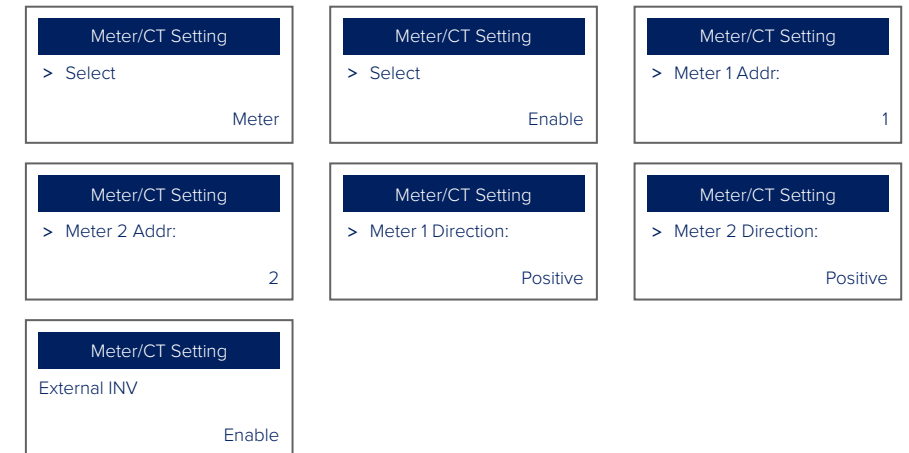 Meter/CT Setting
> Select
Meter
Meter/CT Setting
> Select
Enable
Meter/CT Setting
> Meter 1 Addr:
1
Meter/CT Setting
> Meter 2 Addr:
2
Meter/CT Setting
> Meter 1 Direction:
Positive
Meter/CT Setting
> Meter 2 Direction:
Positive
Meter/CT Setting
External INV
Enable